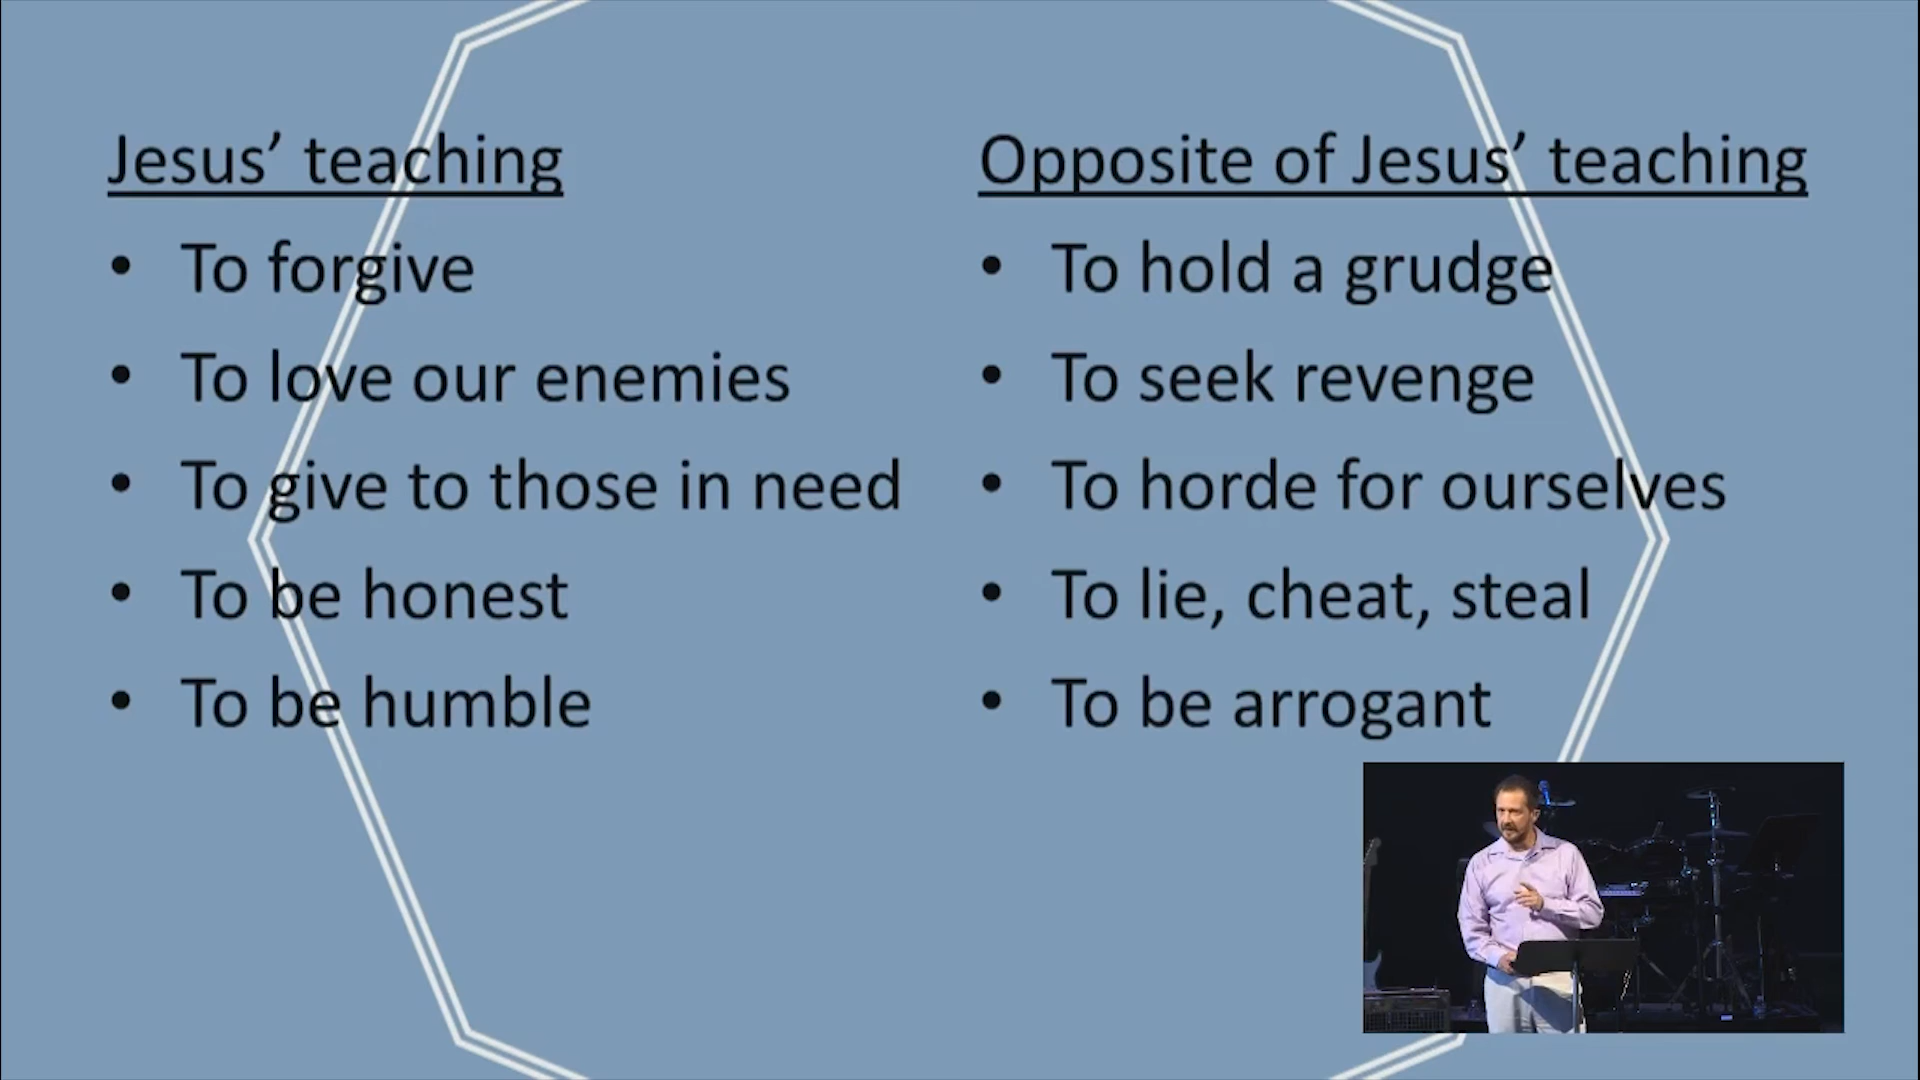 Jesus’ teaching
• To forgive
• To love our enemies
• To give to those in need
• To be honest
• To be humble
Opposite of Jesus’ teaching
• To hold a grudge
• To seek revenge
• To horde for ourselves
• To lie, cheat, steal
• To be arrogant